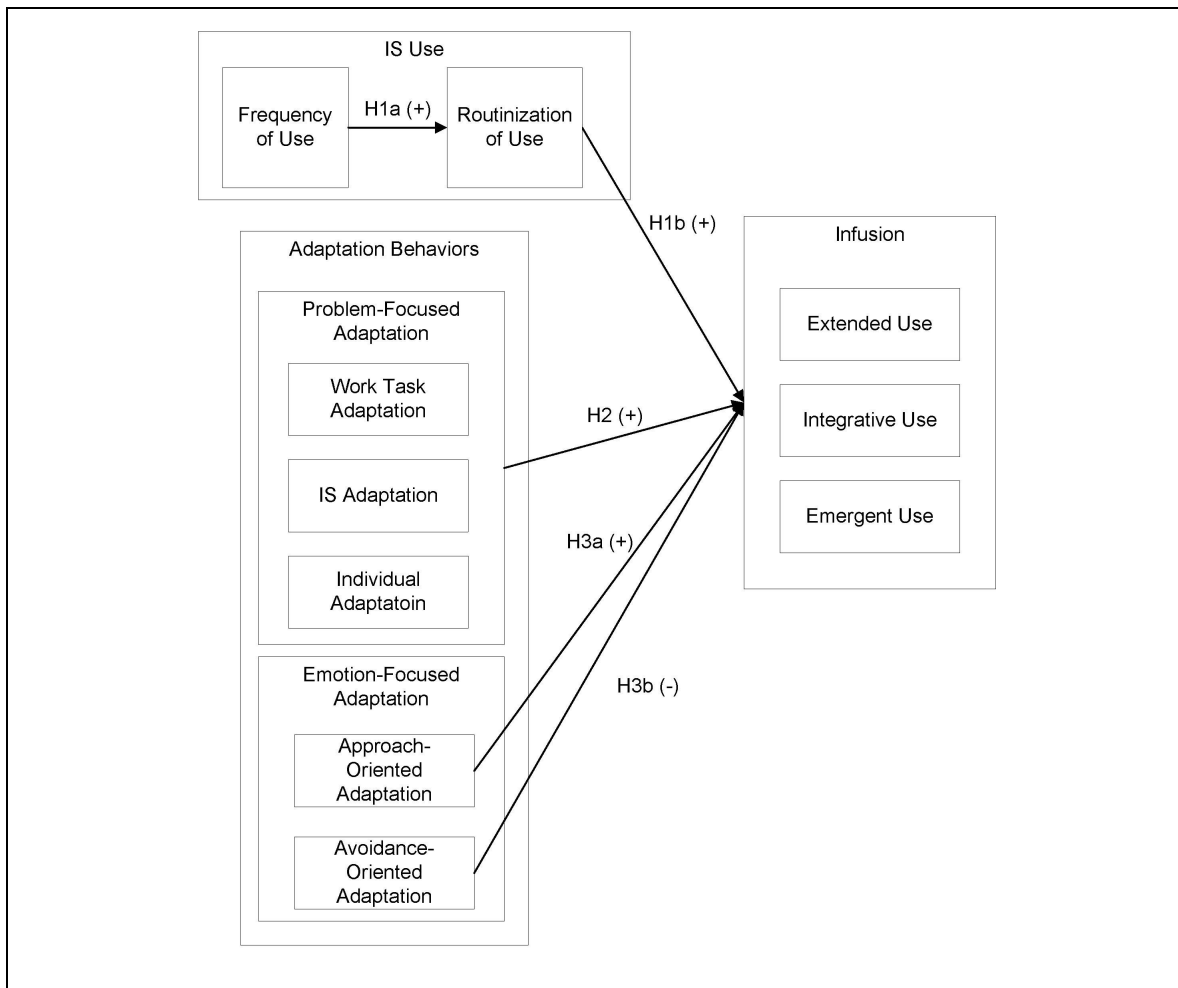 IS Use
Frequency
of Use
H1a (+)
Routinization
of Use
H1b (+)
Adaptation Behaviors
Problem-Focused
Adaptation
Work Task
Adaptation
IS Adaptation
Individual
Adaptatoin
H2 (+)
Emotion-Focused
Adaptation
Approach-
Oriented
Adaptation
Avoidance-
Oriented
Adaptation
H3a (+)
H3b (-)
Infusion
Extended Use
Integrative Use
Emergent Use